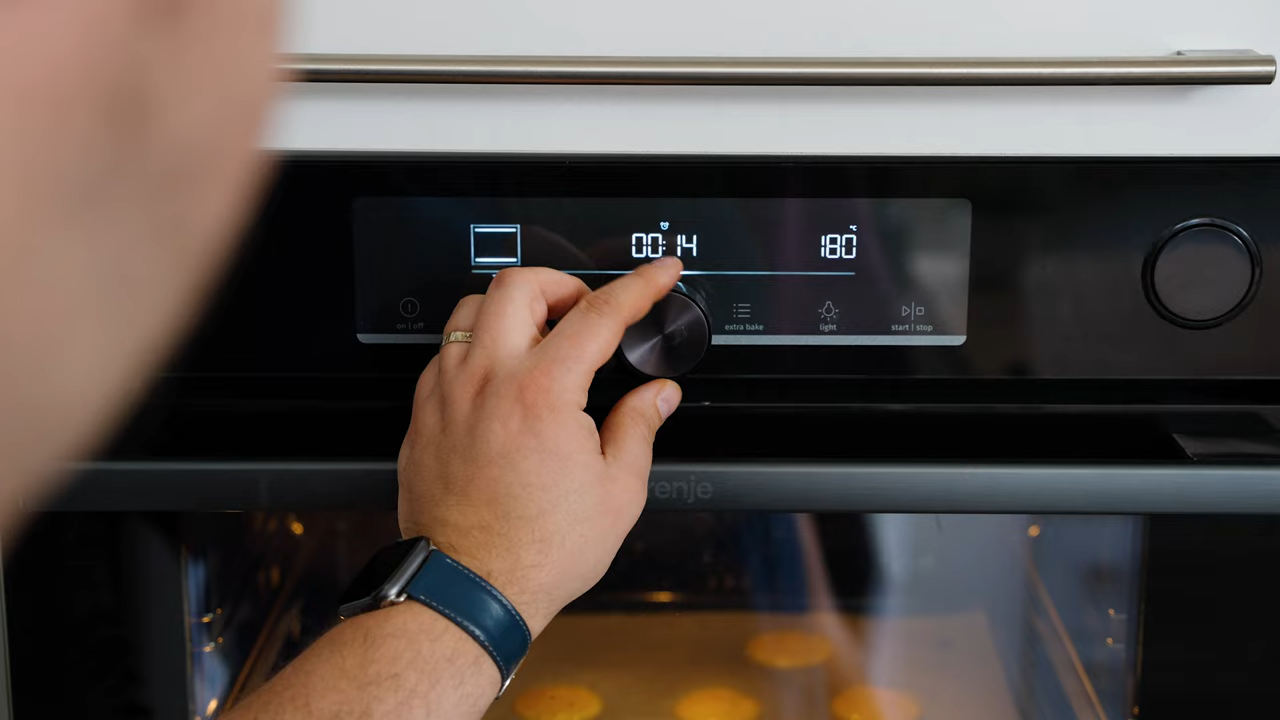 00:14
180 °C
on | off
extra bake
light
start | stop
renje